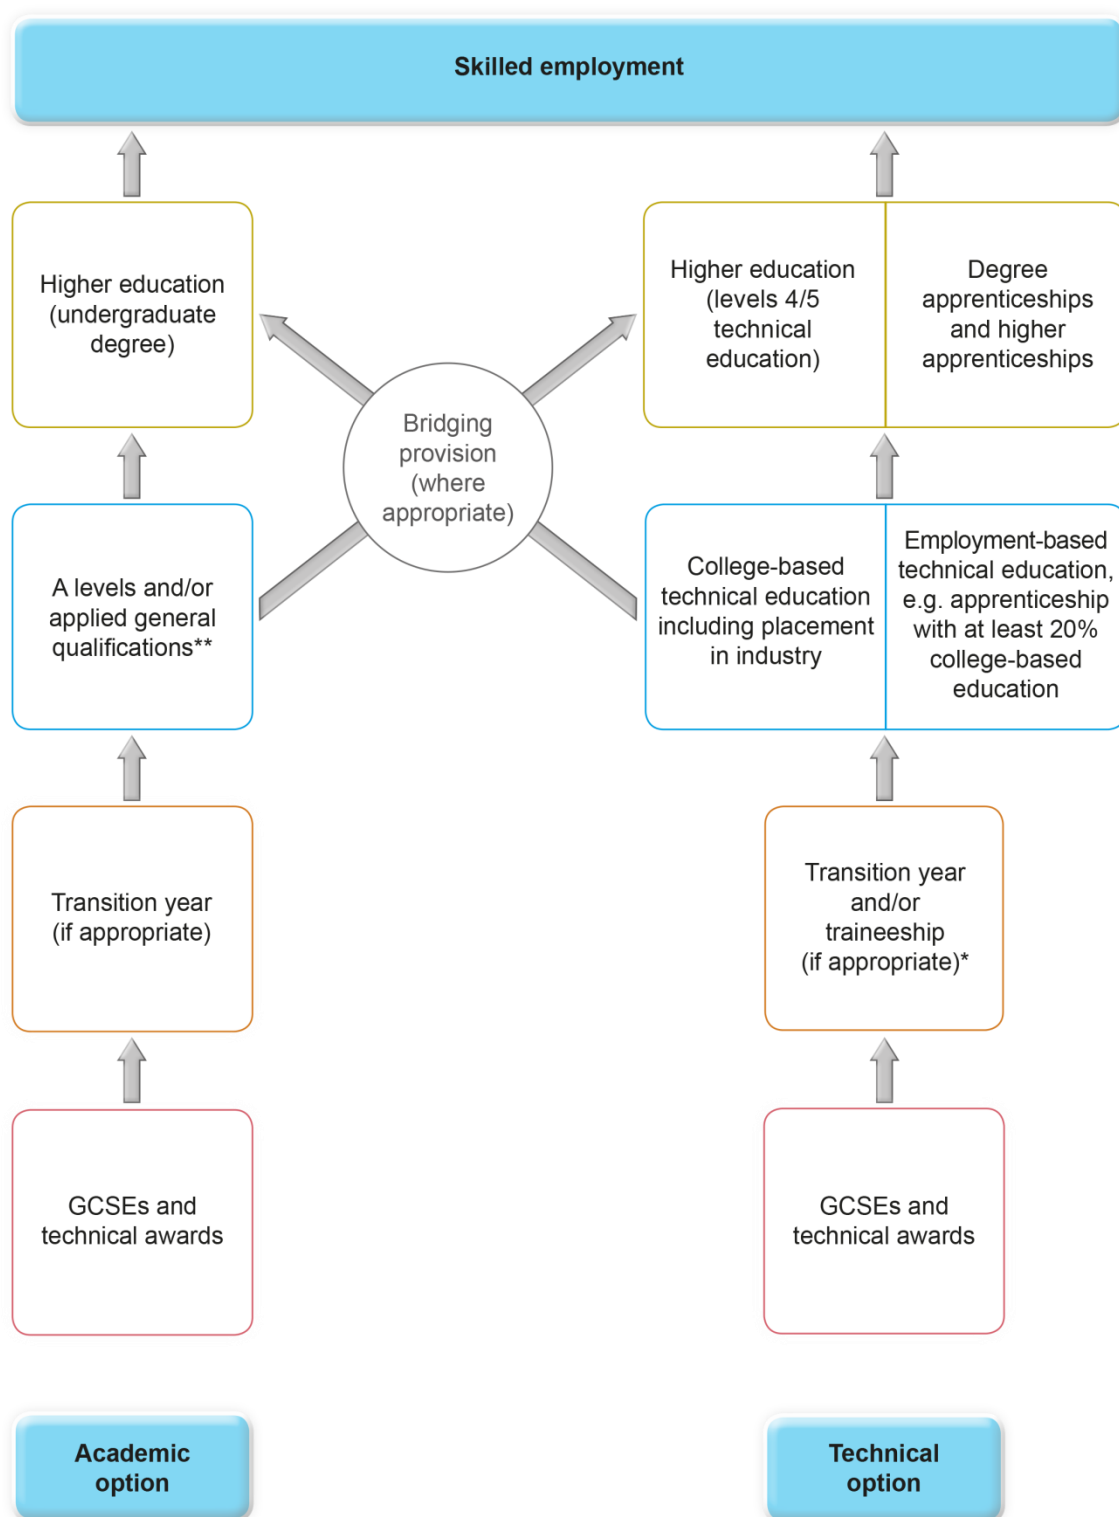 Skilled employment
Higher education
(undergraduate
degree)
Higher education
(levels 4/5
technical
education)
Degree
apprenticeships
and higher
apprenticeships
Bridging
provision
(where
appropriate)
A levels and/or
applied general
qualifications**
College-based
technical education
including placement
in industry
Employment-based
technical education,
e.g. apprenticeship
with at least 20%
college-based
education
Transition year
(if appropriate)
Transition year
and/or
traineeship
(if appropriate)*
GCSEs and
technical awards
GCSEs and
technical awards
Academic
option
Technical
option